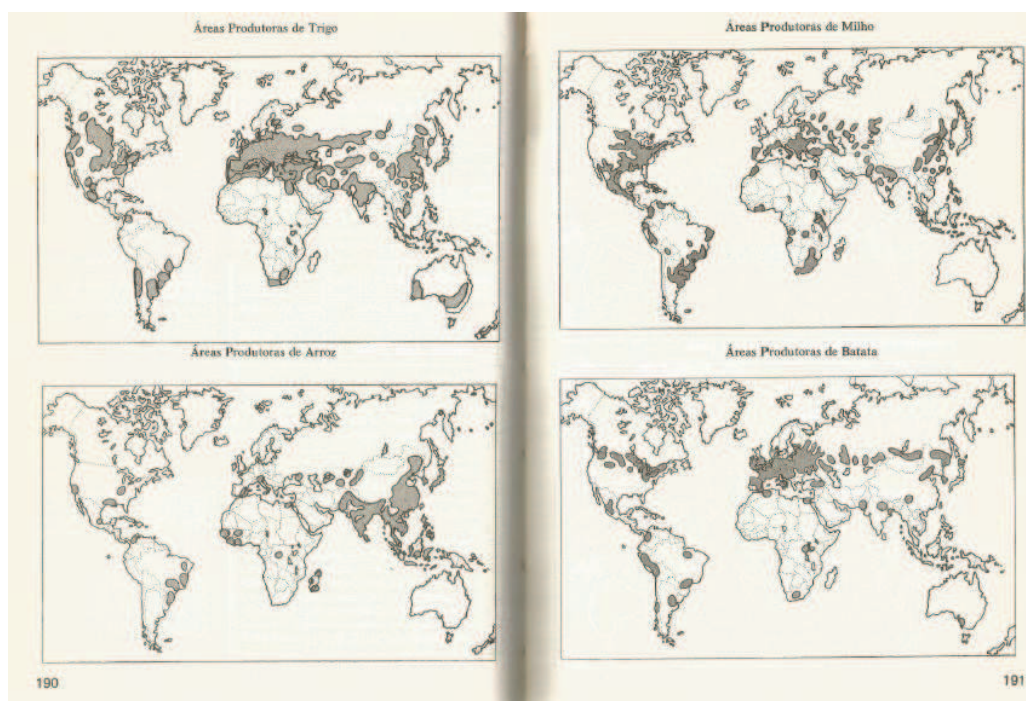 Áreas Produtoras de Trigo
Áreas Produtoras de Arroz
190
Áreas Produtoras de Milho
Áreas Produtoras de Batata
191